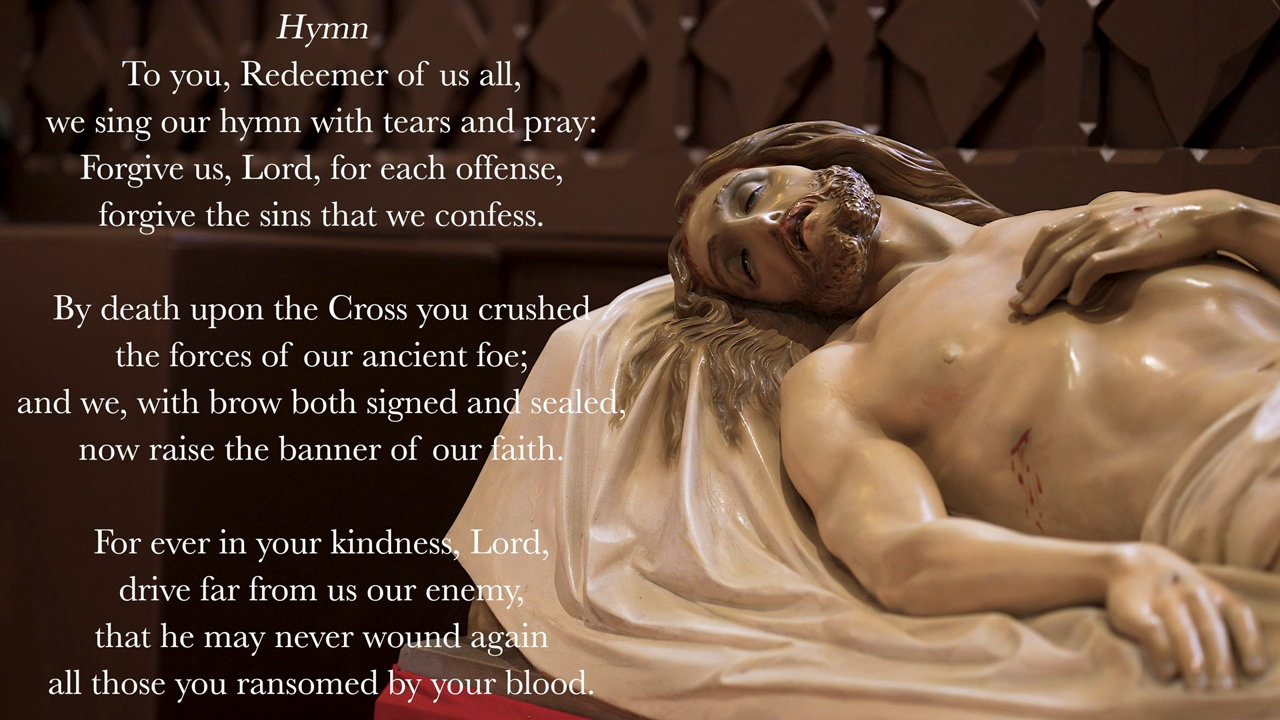 Hymn
To you, Redeemer of us all,
we sing our hymn with tears and pray:
Forgive us, Lord, for each offense,
forgive the sins that we confess.
By death upon the Cross you crushed
the forces of our ancient foe;
and we, with brow both signed and sealed,
now raise the banner of our faith.
For ever in your kindness, Lord,
drive far from us our enemy,
that he may never wound again
all those you ransomed by your blood.